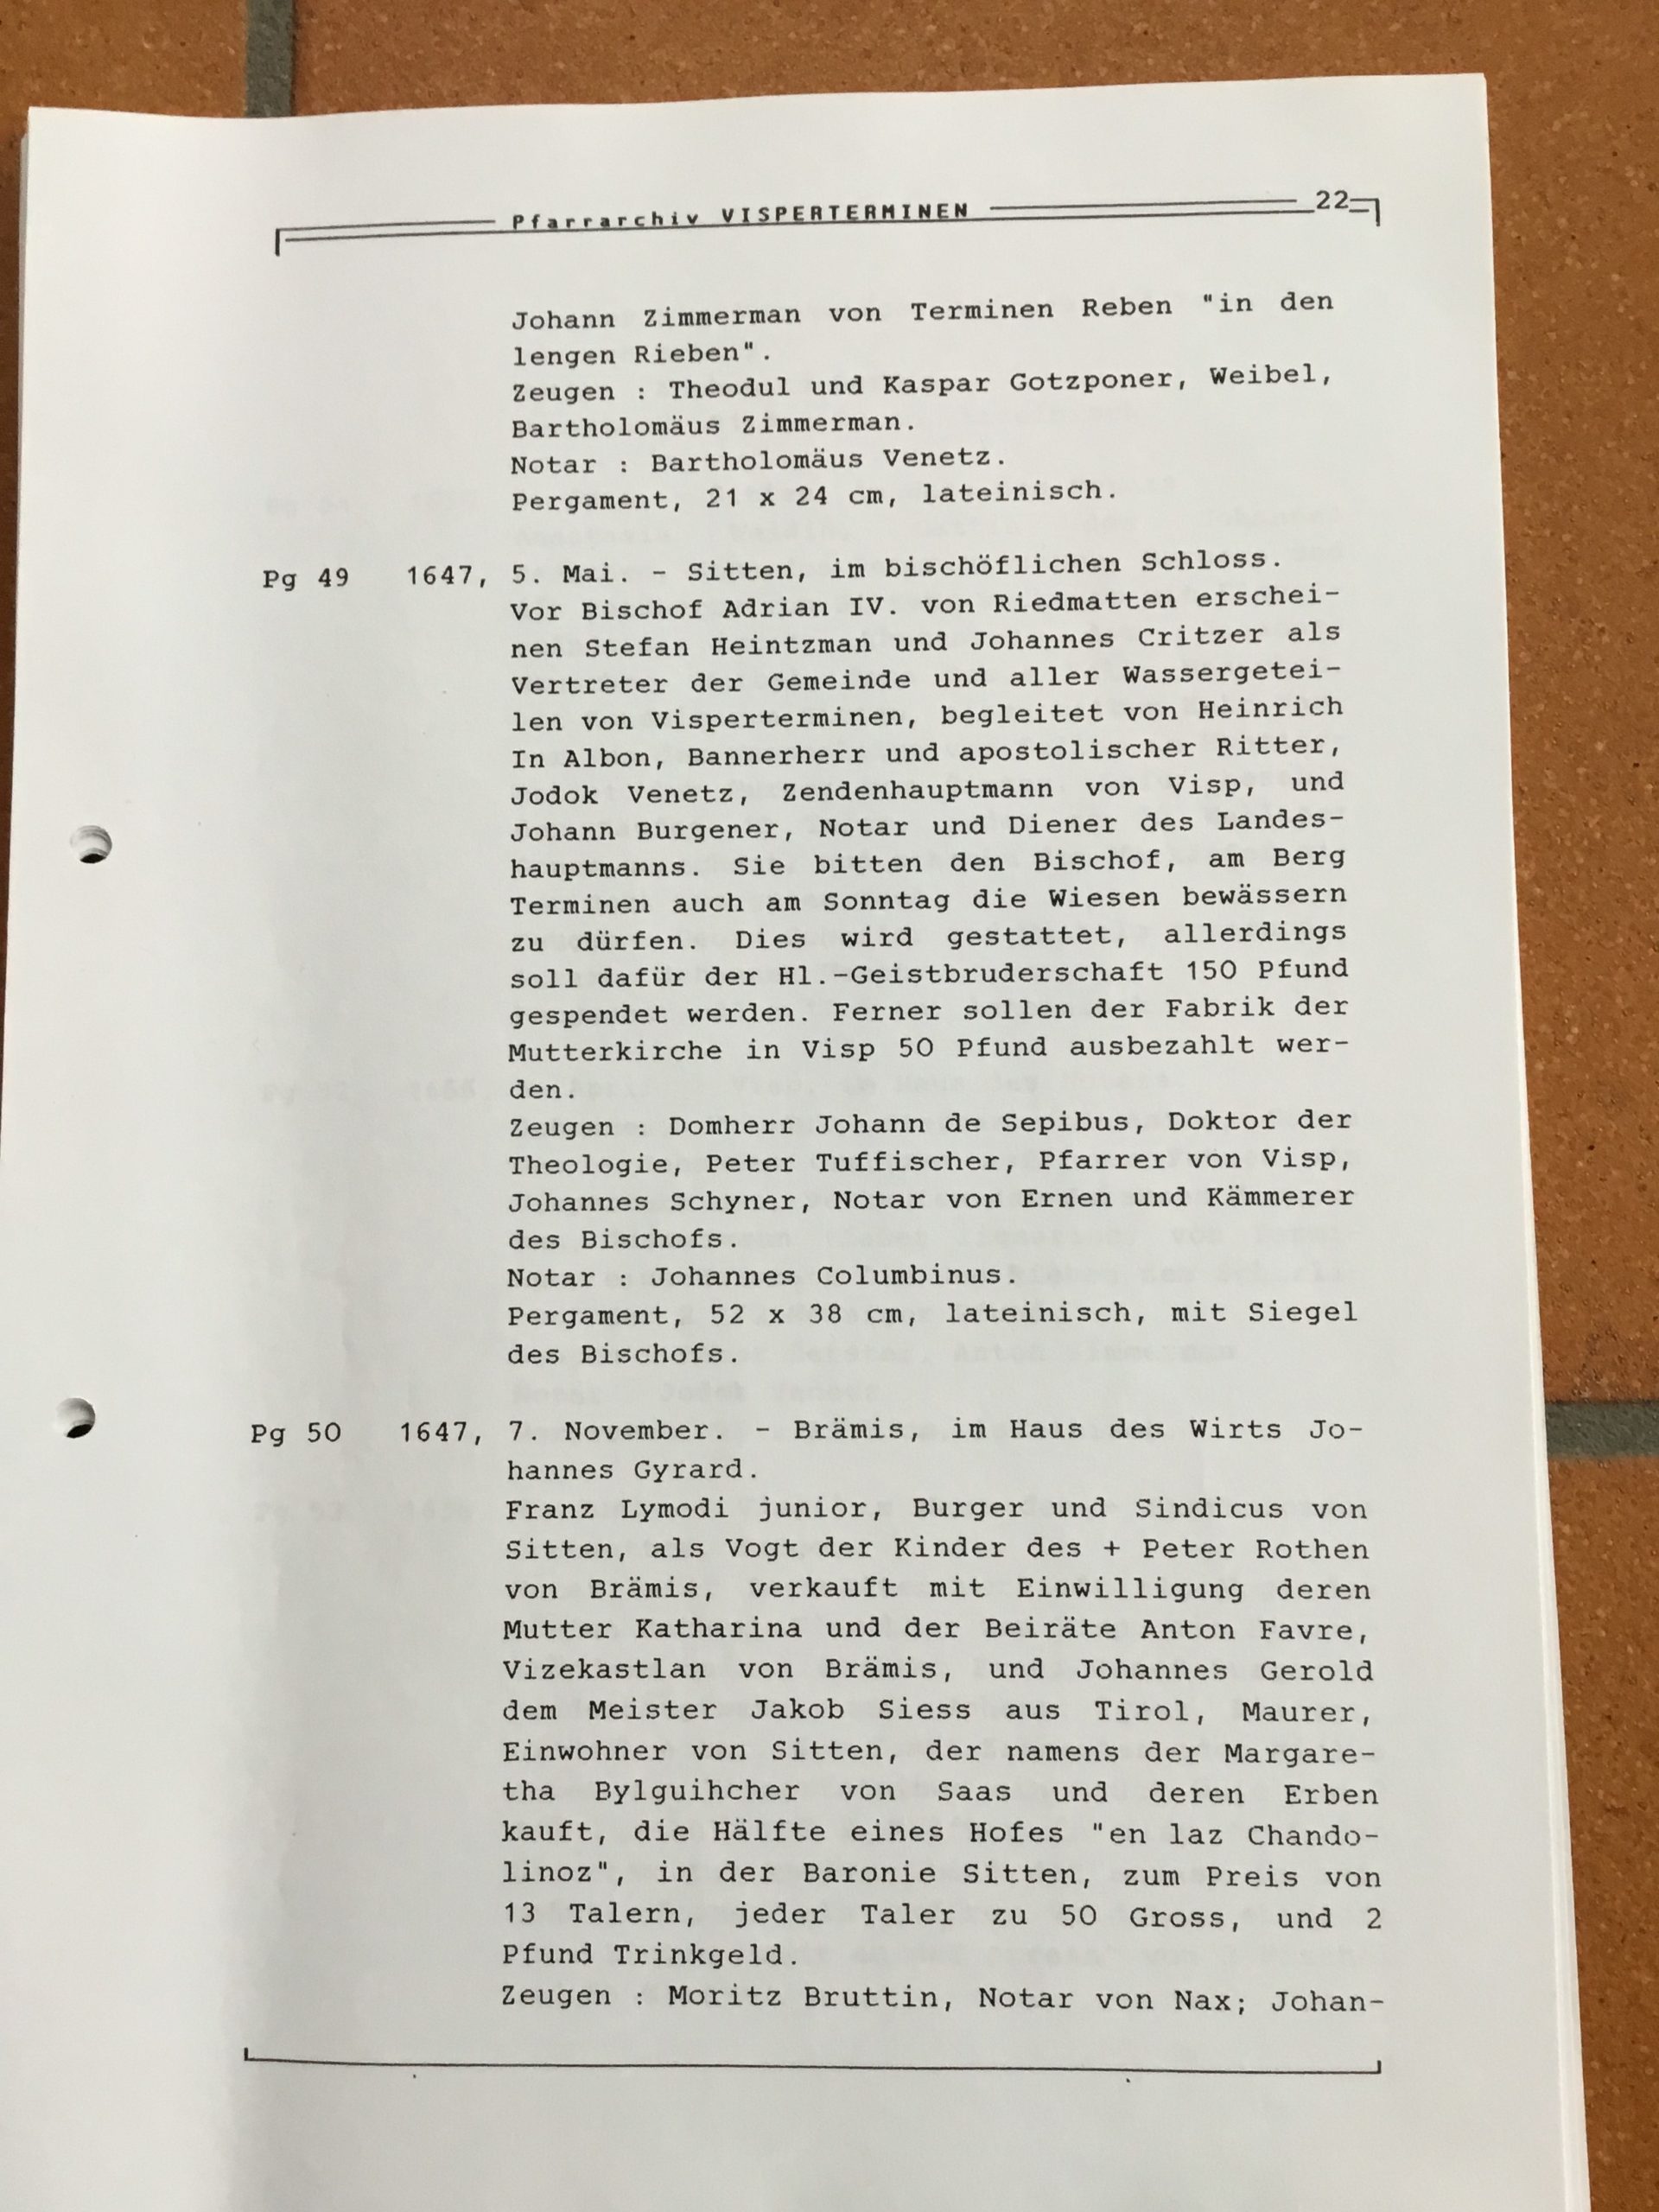 Pfarrarchiv VISPERTERMINEN 22
Johann Zimmerman von Terminen Reben "in den
lengen Rieben".
Zeugen : Theodul und Kaspar Gotzponer, Weibel,
Bartholomäus Zimmerman.
Notar : Bartholomäus Venetz.
Pergament, 21 x 24 cm, lateinisch.
Pg 49 1647, 5. Mai. - Sitten, im bischöflichen Schloss.
Vor Bischof Adrian IV. von Riedmatten erschei-
nen Stefan Heintzman und Johannes Critzer als
Vertreter der Gemeinde und aller Wassergetei-
len von Visperterminen, begleitet von Heinrich
In Albon, Bannerherr und apostolischer Ritter,
Jodok Venetz, Zendenhauptmann von Visp, und
Johann Burgener, Notar und Diener des Landes-
hauptmanns. Sie bitten den Bischof, am Berg
Terminen auch am Sonntag die Wiesen bewässern
zu dürfen. Dies wird gestattet, allerdings
soll dafür der Hl.-Geistbruderschaft 150 Pfund
gespendet werden. Ferner sollen der Fabrik der
Mutterkirche in Visp 50 Pfund ausbezahlt wer-
den.
Zeugen : Domherr Johann de Sepibus, Doktor der
Theologie, Peter Tuffischer, Pfarrer von Visp,
Johannes Schyner, Notar von Ernen und Kämmerer
des Bischofs.
Notar : Johannes Columbinus.
Pergament, 52 x 38 cm, lateinisch, mit Siegel
des Bischofs.
Pg 50 1647, 7. November. - Brämis, im Haus des Wirts Jo-
hannes Gyrard.
Franz Lymodi junior, Burger und Sindicus von
Sitten, als Vogt der Kinder des + Peter Rothen
von Brämis, verkauft mit Einwilligung deren
Mutter Katharina und der Beiräte Anton Favre,
Vizekastlan von Brämis, und Johannes Gerold
dem Meister Jakob Siess aus Tirol, Maurer,
Einwohner von Sitten, der namens der Margare-
tha Bylguihcher von Saas und deren Erben
kauft, die Hälfte eines Hofes "en laz Chando-
linoz", in der Baronie Sitten, zum Preis von
13 Talern, jeder Taler zu 50 Gross, und 2
Pfund Trinkgeld.
Zeugen : Moritz Bruttin, Notar von Nax; Johan-